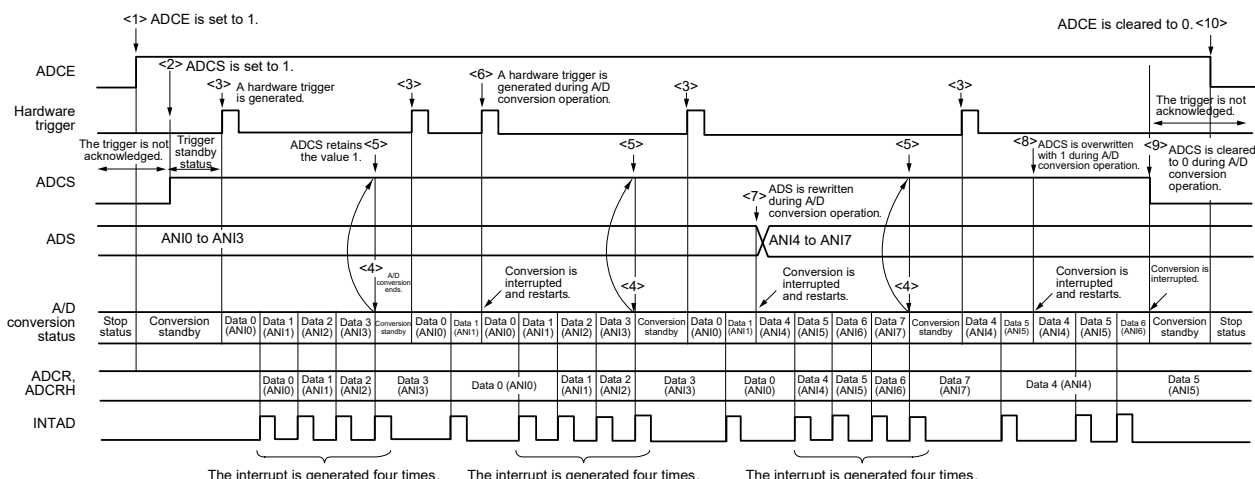 <1> ADCE is set to 1.
ADCE is cleared to 0. <10>
ADCE
<2> ADCS is set to 1.
<3> A hardware trigger
is generated.
<3>
<6> A hardware trigger is
generated during A/D
conversion operation.
<3>
<3>
The trigger is not
acknowledged.
Hardware
trigger
The trigger is not
acknowledged.
Trigger
standby
status
ADCS retains <5>
the value 1.
<5>
<5>
<8> ADCS is overwritten
with 1 during A/D
conversion operation.
<9> ADCS is cleared
to 0 during A/D
conversion
operation.
ADCS
<7> ADS is rewritten
during A/D
conversion operation.
ADS
ANI0 to ANI3
ANI4 to ANI7
<4> A/D
conversion
ends.
Conversion is
interrupted
and restarts.
<4>
Conversion is
interrupted
and restarts.
<4>
Conversion is
interrupted
and restarts.
Conversion is
interrupted.
A/D
conversion
status
Stop
status
Conversion
standby
Data 0
(ANI0)
Data 1
(ANI1)
Data 2
(ANI2)
Data 3
(ANI3)
Conversion
standby
Data 0
(ANI0)
Data 1
(ANI1)
Data 0
(ANI0)
Data 1
(ANI1)
Data 2
(ANI2)
Data 3
(ANI3)
Conversion
standby
Data 0
(ANI0)
Data 1
(ANI1)
Data 4
(ANI4)
Data 5
(ANI5)
Data 6
(ANI6)
Data 7
(ANI7)
Conversion
standby
Data 4
(ANI4)
Data 5
(ANI5)
Data 4
(ANI4)
Data 5
(ANI5)
Data 6
(ANI6)
Conversion
standby
Stop
status
ADCR,
ADCRH
Data 0
(ANI0)
Data 1
(ANI1)
Data 2
(ANI2)
Data 3
(ANI3)
Data 0 (ANI0)
Data 1
(ANI1)
Data 2
(ANI2)
Data 3
(ANI3)
Data 0
(ANI0)
Data 4
(ANI4)
Data 5
(ANI5)
Data 6
(ANI6)
Data 7
(ANI7)
Data 4 (ANI4)
Data 5
(ANI5)
INTAD
The interrupt is generated four times.
The interrupt is generated four times.
The interrupt is generated four times.